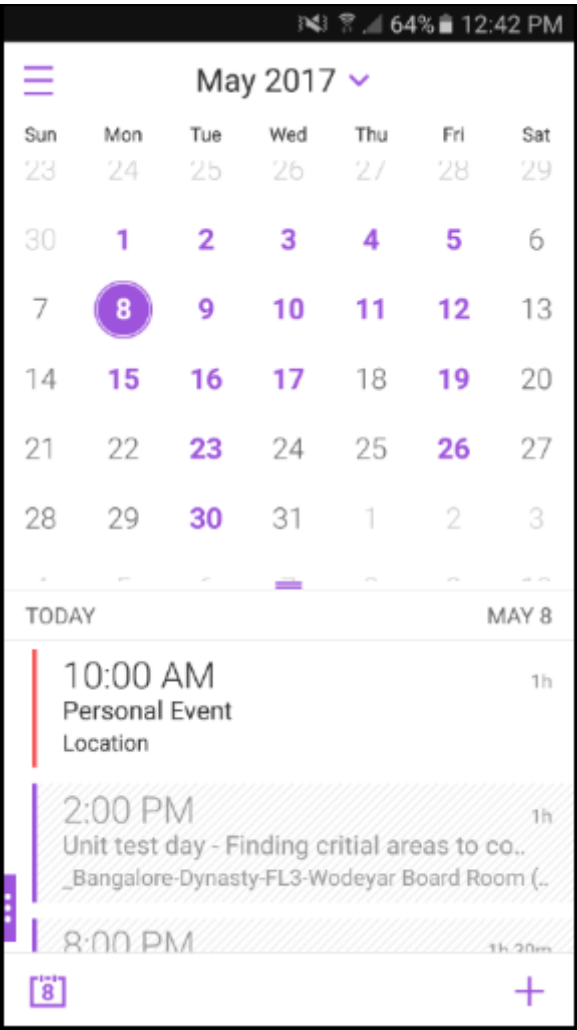 64% 12:42 PM
May 2017
Sun Mon Tue Wed Thu Fri Sat
23 24 25 26 27 28 29
30 1 2 3 4 5 6
7 8 9 10 11 12 13
14 15 16 17 18 19 20
21 22 23 24 25 26 27
28 29 30 31 1 2 3
TODAY MAY 8
10:00 AM 1h
Personal Event
Location
2:00 PM 1h
Unit test day - Finding critial areas to co..
_Bangalore-Dynasty-FL3-Wodeyar Board Room (..
8:00 PM 1h 30m
8